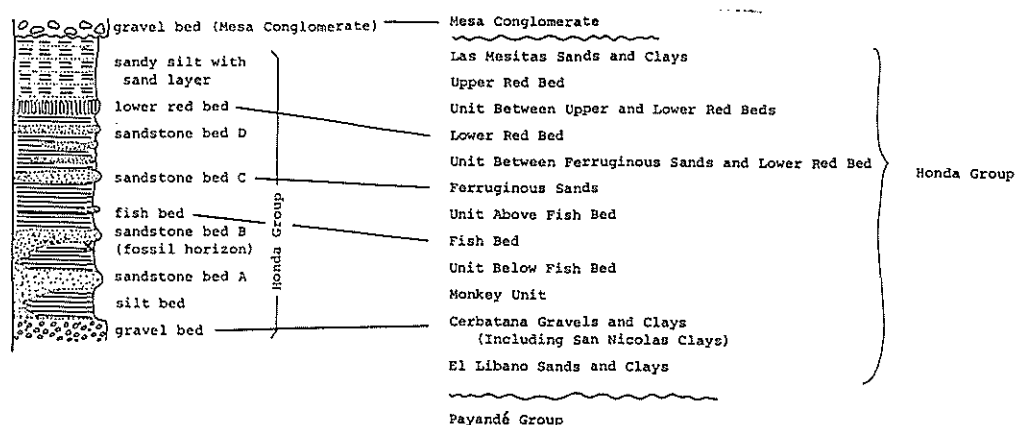 gravel bed (Mesa Conglomerate)
sandy silt with
sand layer
lower red bed
sandstone bed D
sandstone bed C
fish bed
sandstone bed B
(fossil horizon)
sandstone bed A
silt bed
gravel bed
Honda Group
Mesa Conglomerate
Las Mesitas Sands and Clays
Upper Red Bed
Unit Between Upper and Lower Red Beds
Lower Red Bed
Unit Between Ferruginous Sands and Lower Red Bed
Ferruginous Sands
Unit Above Fish Bed
Fish Bed
Unit Below Fish Bed
Monkey Unit
Cerbatana Gravels and Clays
(Including San Nicolas Clays)
El Libano Sands and Clays
Payandé Group
Honda Group